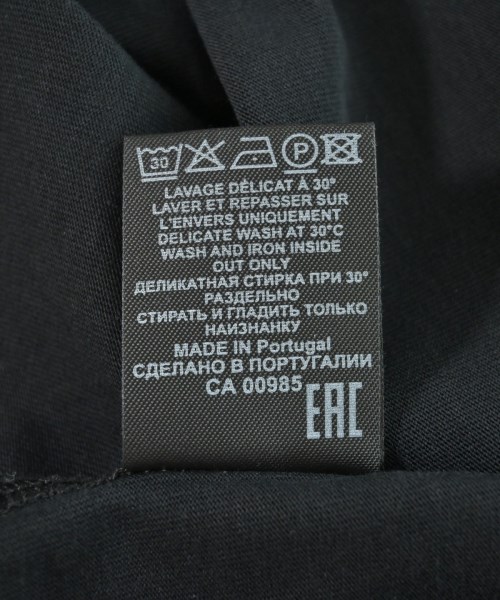 30 P
LAVAGE DÉLICAT À 30°
LAVER ET REPASSER SUR
L'ENVERS UNIQUEMENT
DELICATE WASH AT 30°C
WASH AND IRON INSIDE
OUT ONLY
ДЕЛИКАТНАЯ СТИРКА ПРИ 30°
РАЗДЕЛЬНО
СТИРАТЬ И ГЛАДИТЬ ТОЛЬКО
НАИЗНАНКУ
MADE IN Portugal
СДЕЛАНО В ПОРТУГАЛИИ
CA 00985
EAC